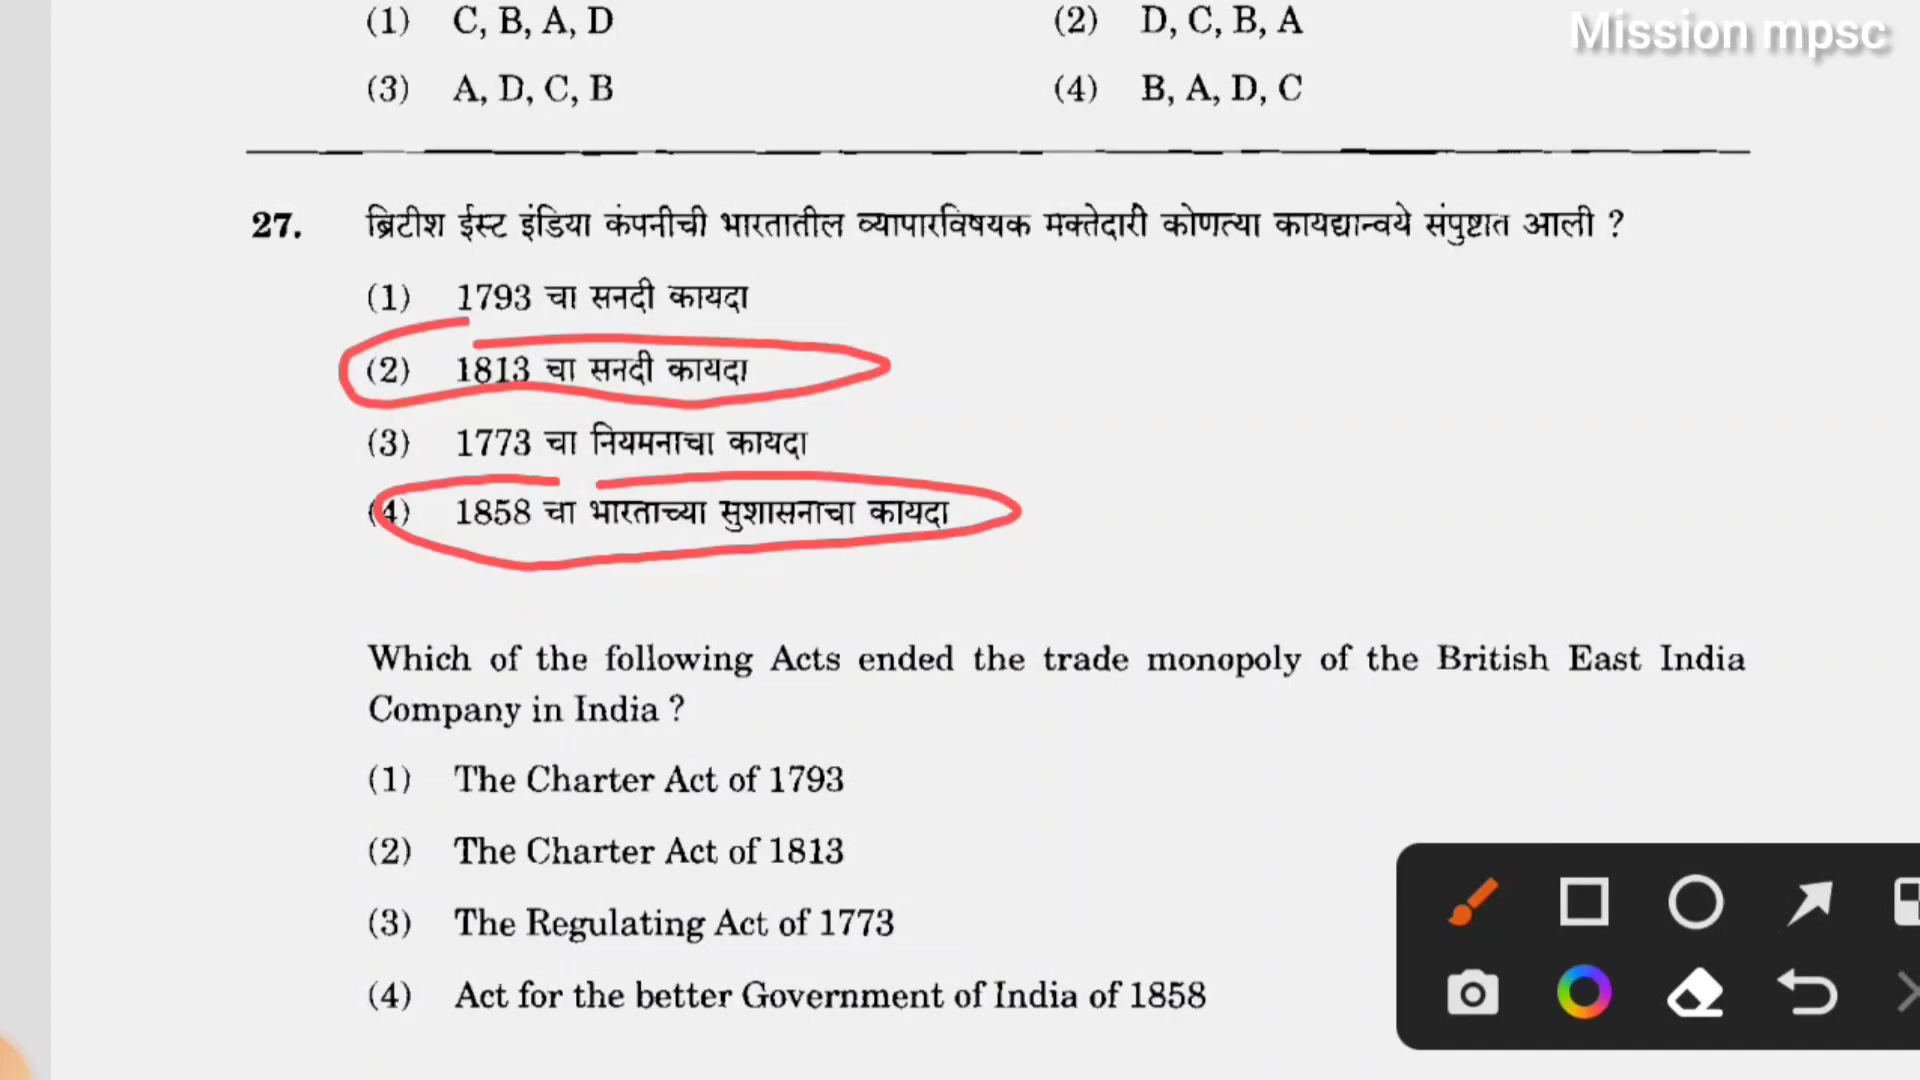 Mission mpsc
(1) C, B, A, D (2) D, C, B, A
(3) A, D, C, B (4) B, A, D, C
27. ब्रिटीश ईस्ट इंडिया कंपनीची भारतातील व्यापारविषयक मक्तेदारी कोणत्या कायद्यान्वये संपुष्टात आली ?
(1) 1793 चा सनदी कायदा
(2) 1813 चा सनदी कायदा
(3) 1773 चा नियमनाचा कायदा
(4) 1858 चा भारताच्या सुशासनाचा कायदा
Which of the following Acts ended the trade monopoly of the British East India
Company in India ?
(1) The Charter Act of 1793
(2) The Charter Act of 1813
(3) The Regulating Act of 1773
(4) Act for the better Government of India of 1858